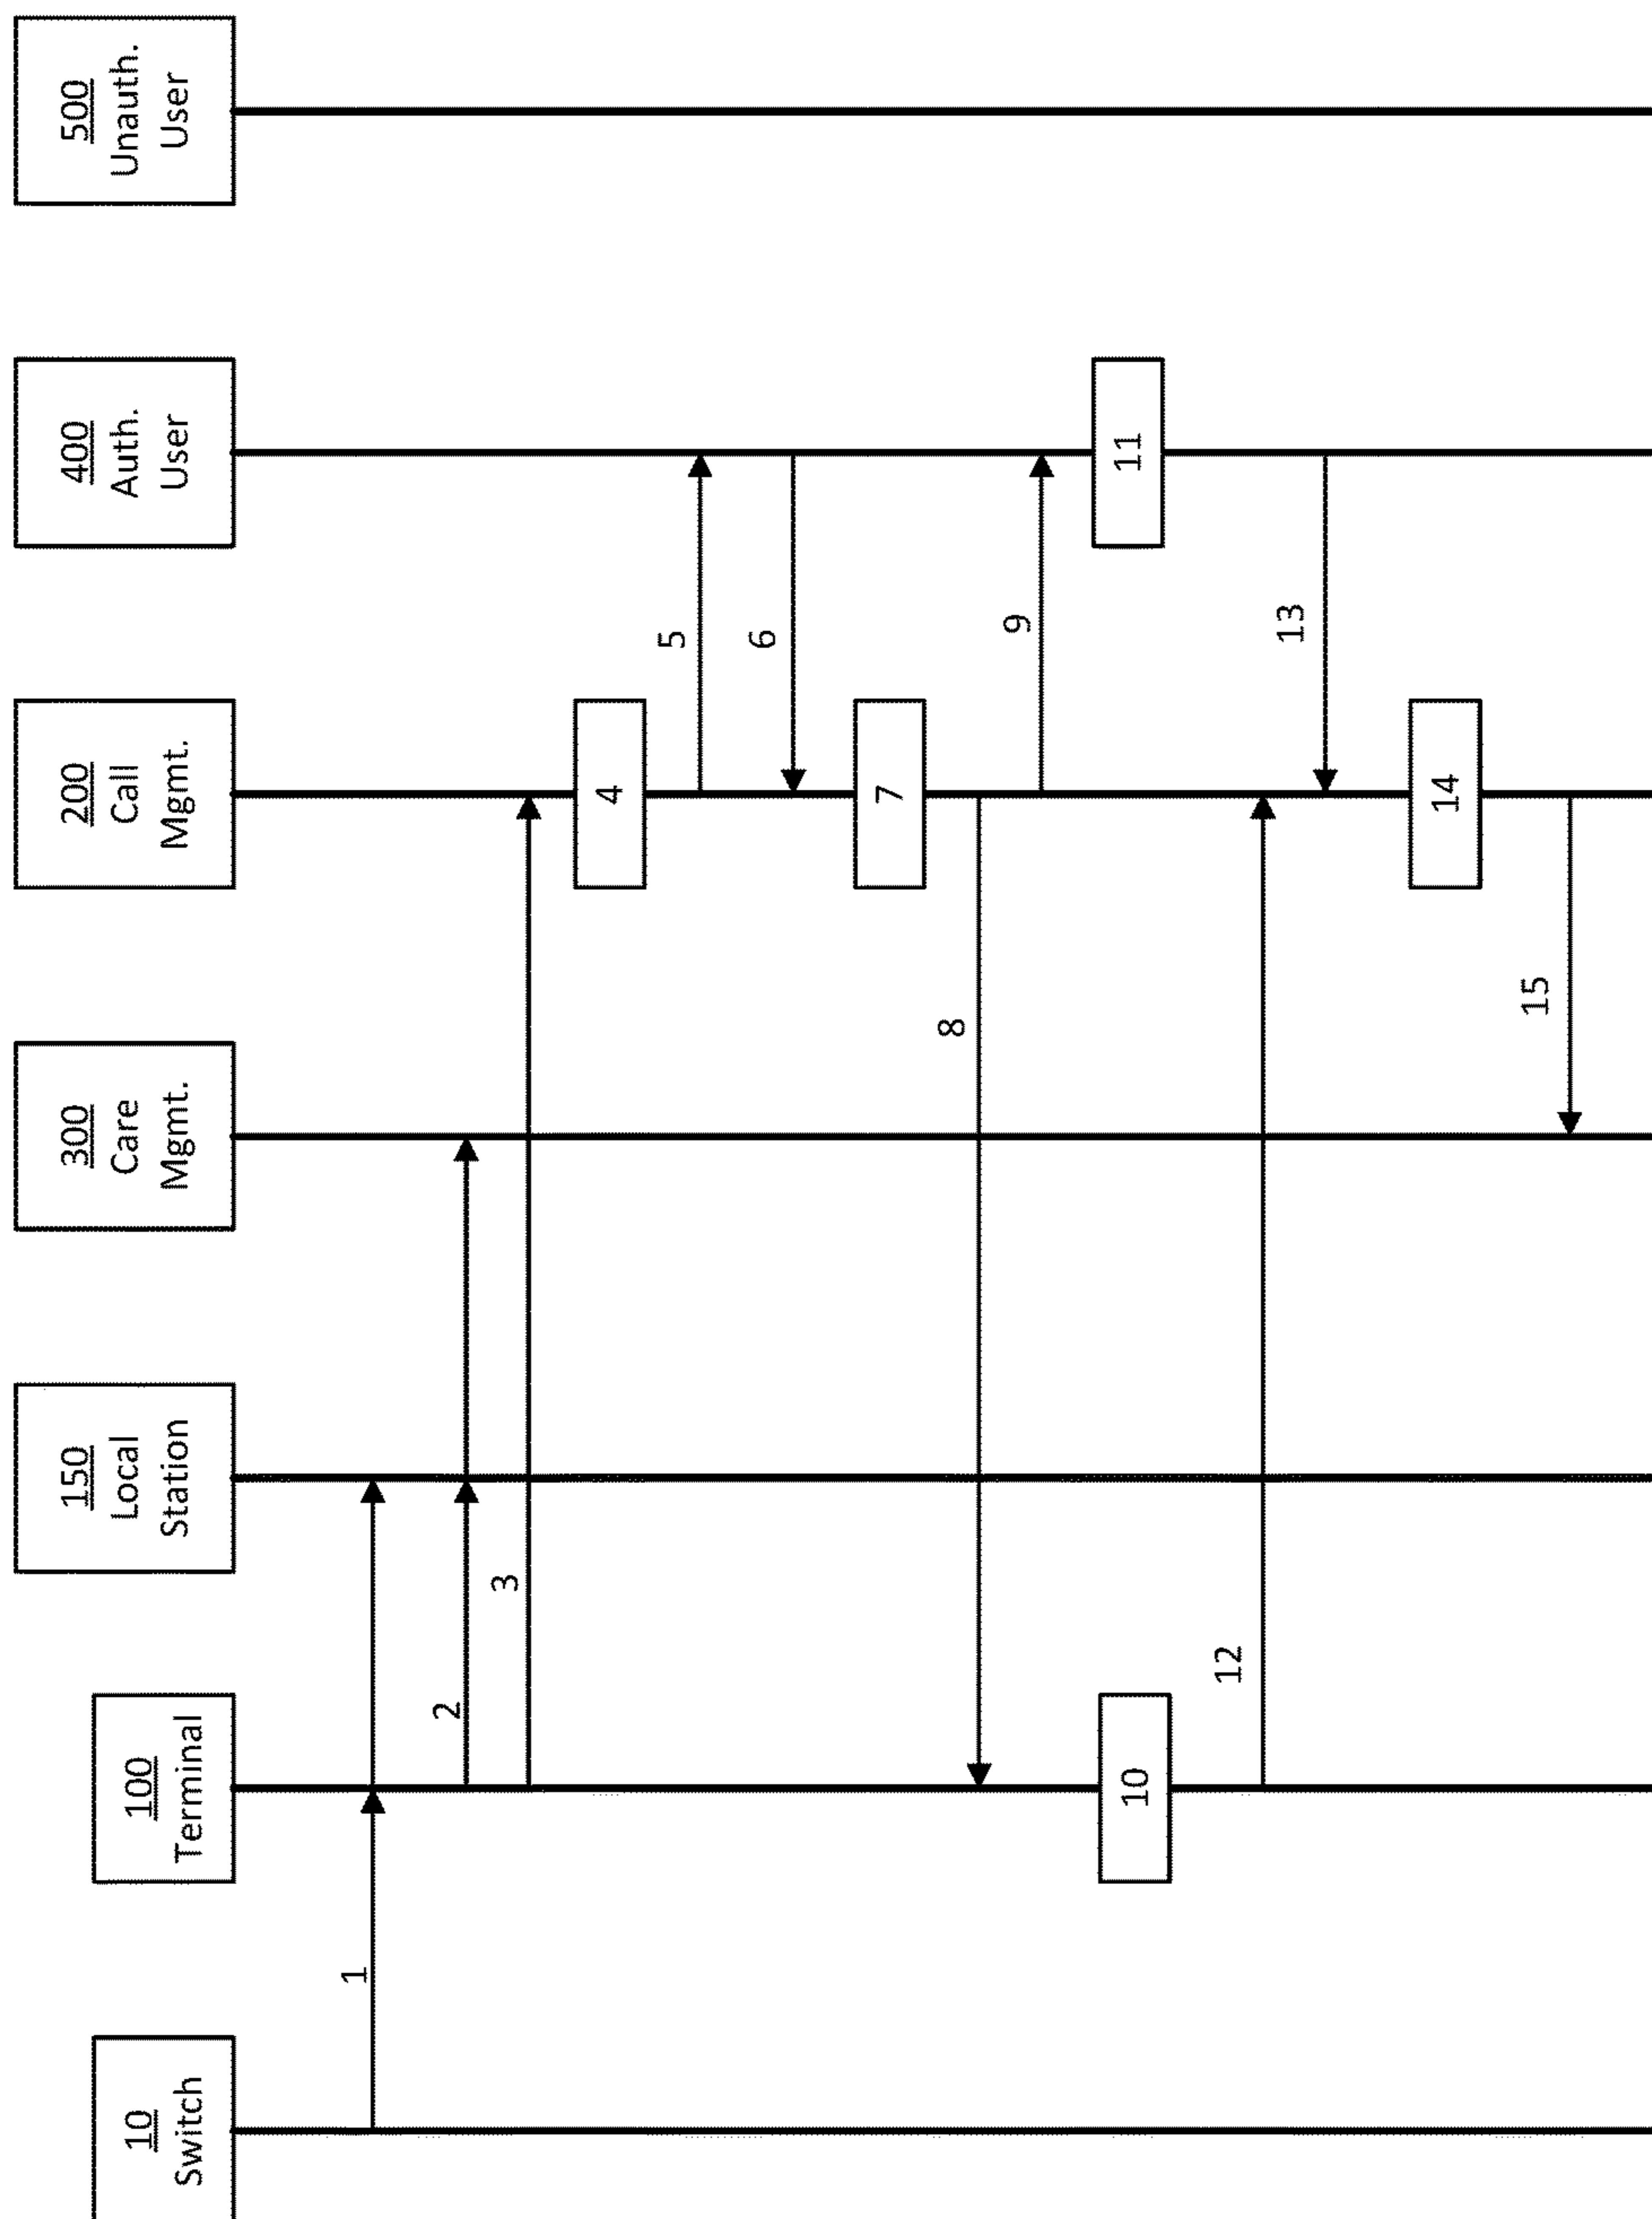 10
Switch
100
Terminal
150
Local
Station
300
Care
Mgmt.
200
Call
Mgmt.
400
Auth.
User
500
Unauth.
User
1
2
3
4
5
6
7
8
9
10
11
12
13
14
15